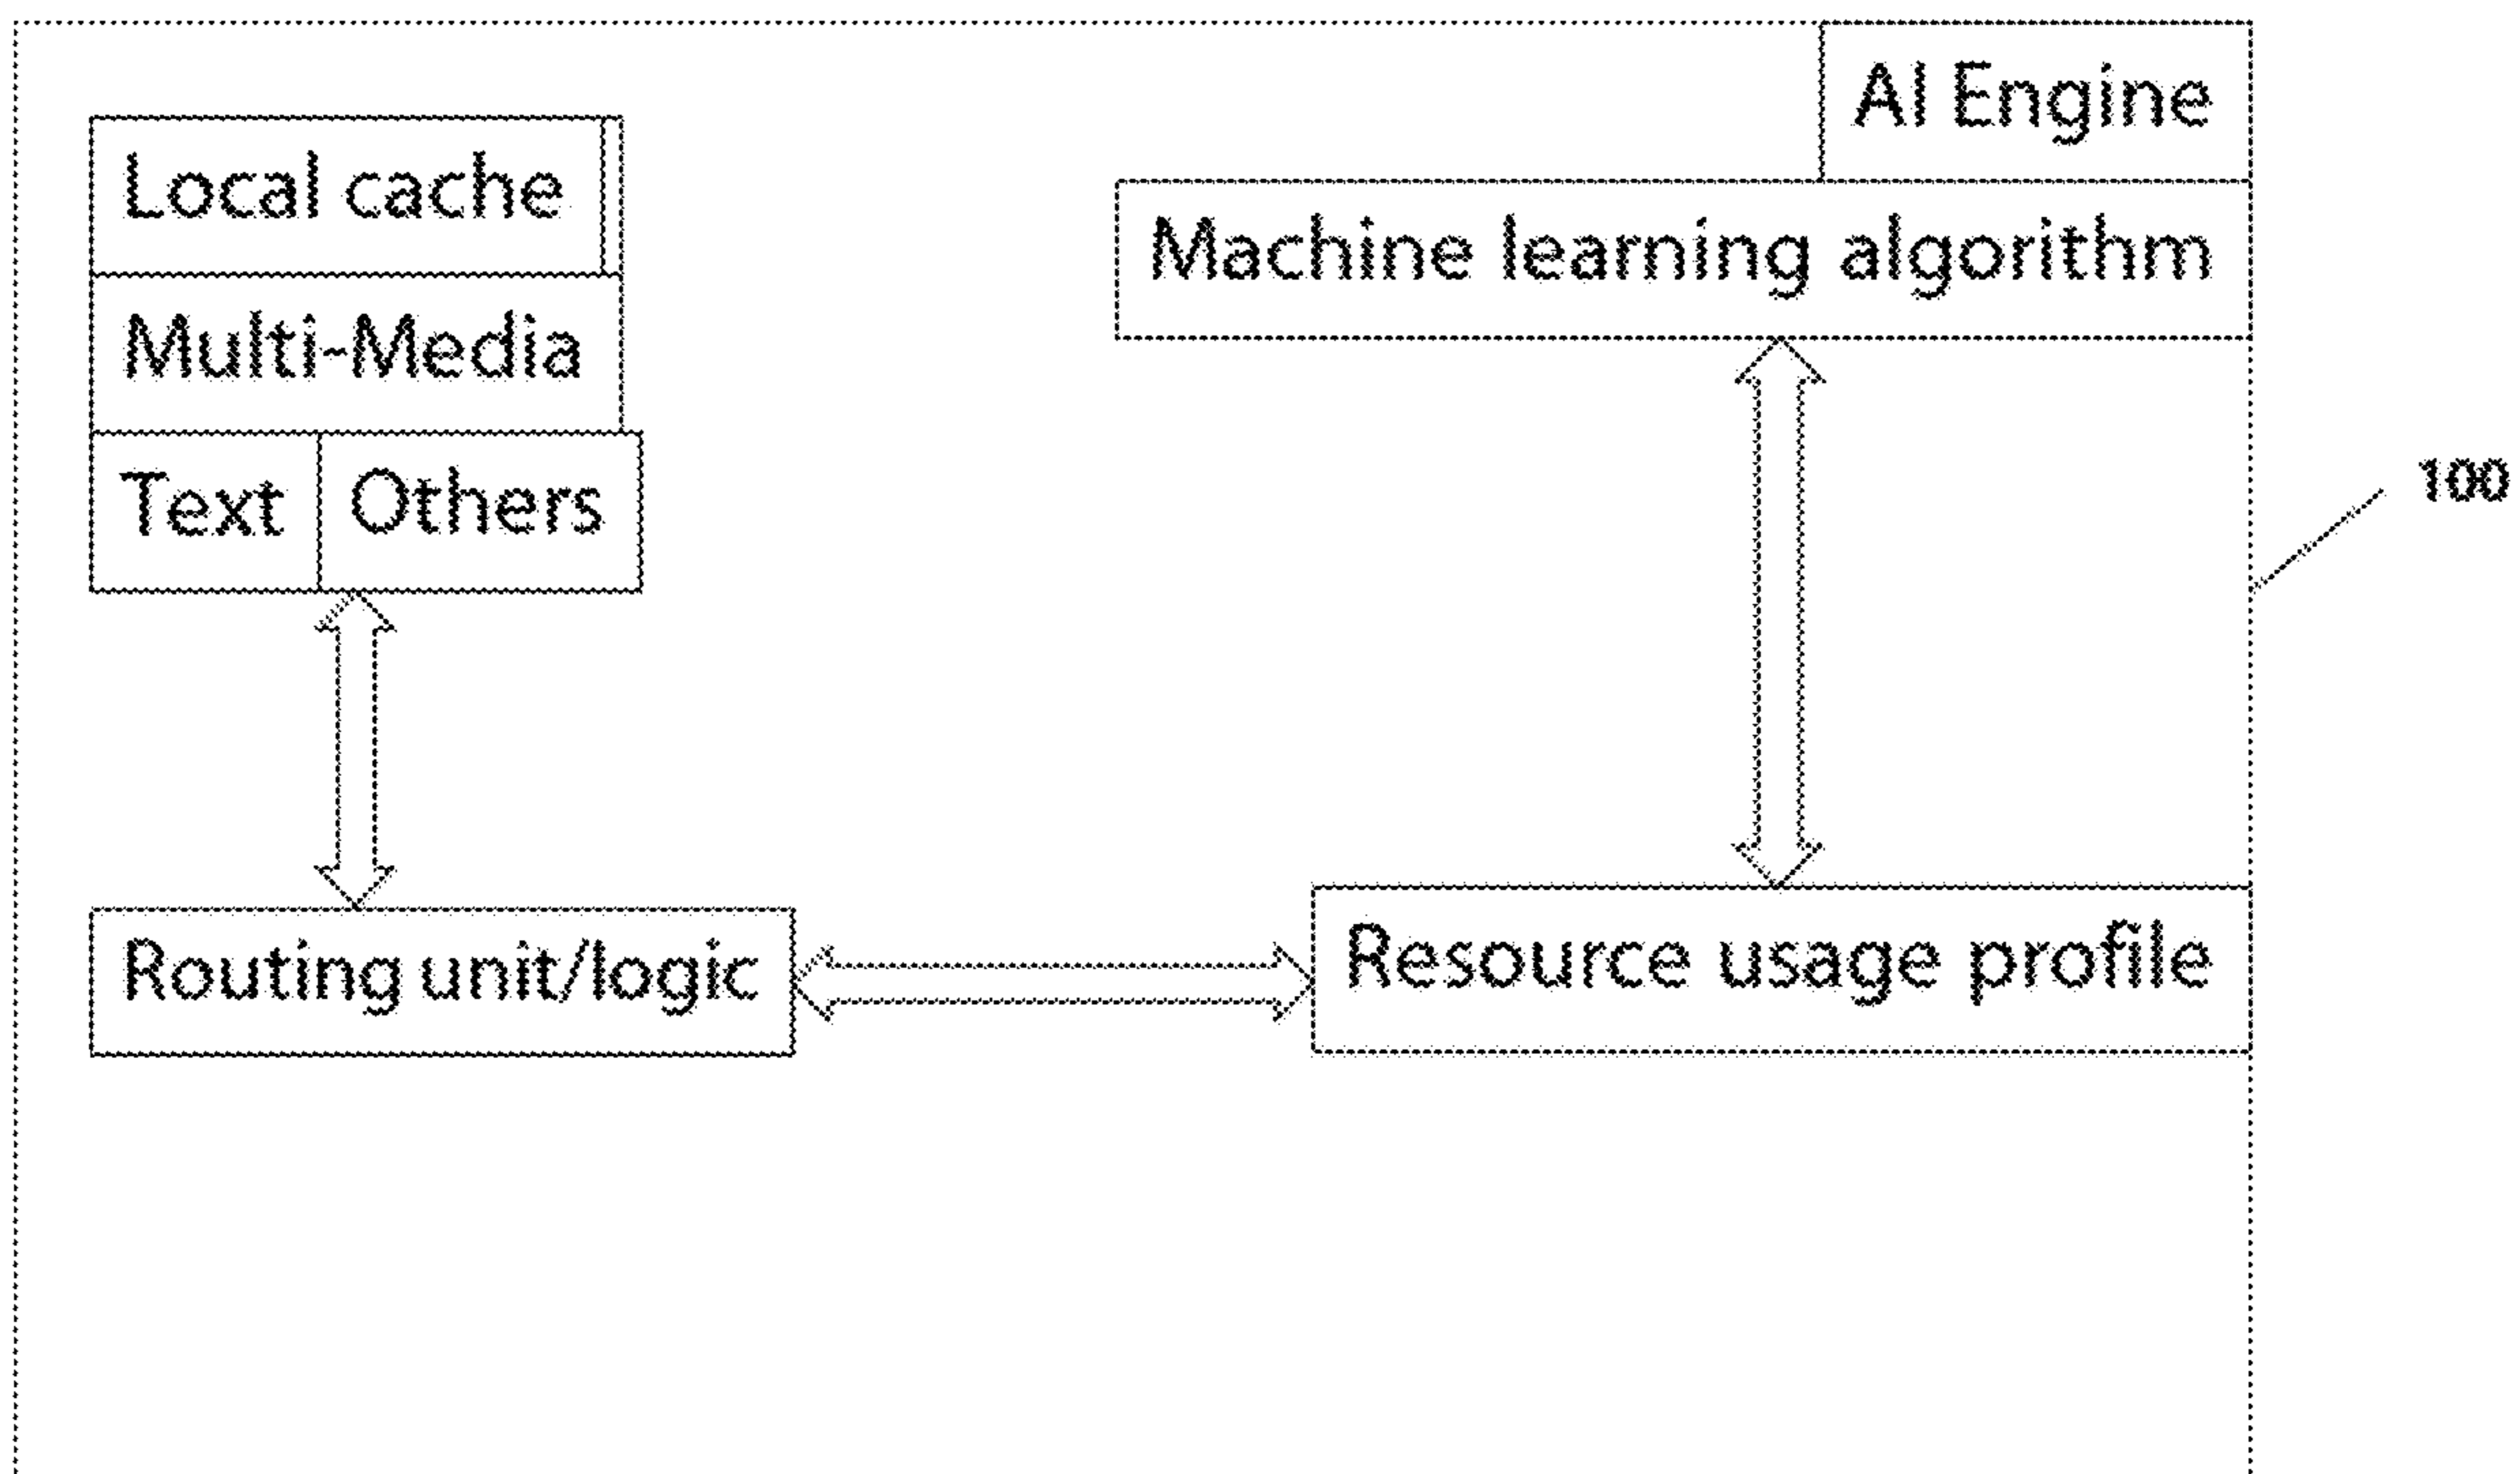 AI Engine
Local cache
Machine learning algorithm
Multi-Media
Text Others
100
Routing unit/logic
Resource usage profile